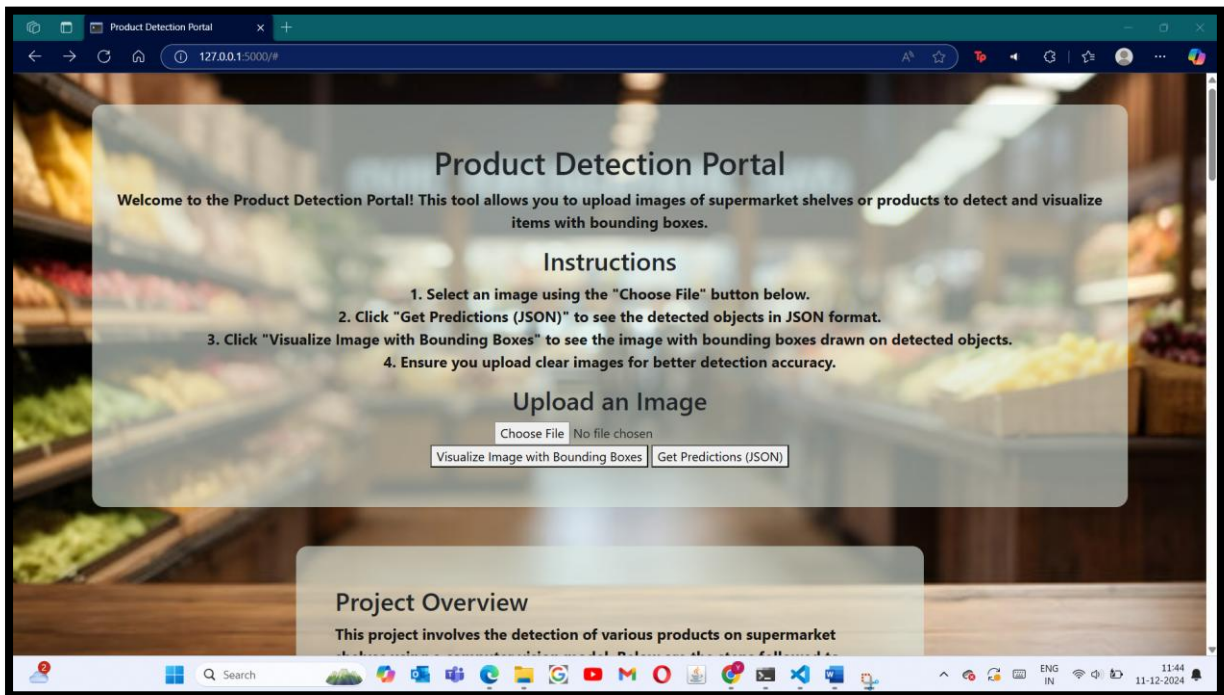 Product Detection Portal
127.0.0.1:5000/#
Product Detection Portal
Welcome to the Product Detection Portal! This tool allows you to upload images of supermarket shelves or products to detect and visualize
items with bounding boxes.
Instructions
1. Select an image using the "Choose File" button below.
2. Click "Get Predictions (JSON)" to see the detected objects in JSON format.
3. Click "Visualize Image with Bounding Boxes" to see the image with bounding boxes drawn on detected objects.
4. Ensure you upload clear images for better detection accuracy.
Upload an Image
Choose File No file chosen
Visualize Image with Bounding Boxes Get Predictions (JSON)
Project Overview
This project involves the detection of various products on supermarket
2
Search
ENG
IN
11:44
11-12-2024